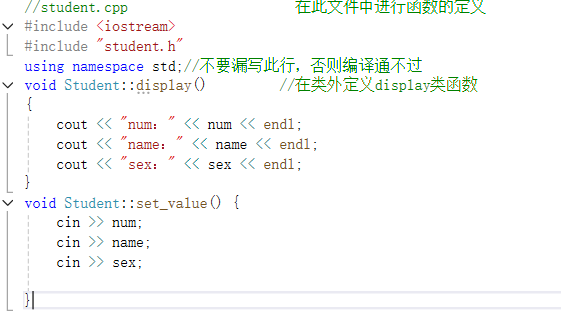 //student.cpp                    在此文件中进行函数的定义
#include <iostream>
#include "student.h"
using namespace std;//不要漏写此行，否则编译通不过
void Student::display()         //在类外定义display类函数
{
    cout << "num：" << num << endl;
    cout << "name：" << name << endl;
    cout << "sex：" << sex << endl;
}
void Student::set_value() {
    cin >> num;
    cin >> name;
    cin >> sex;
}